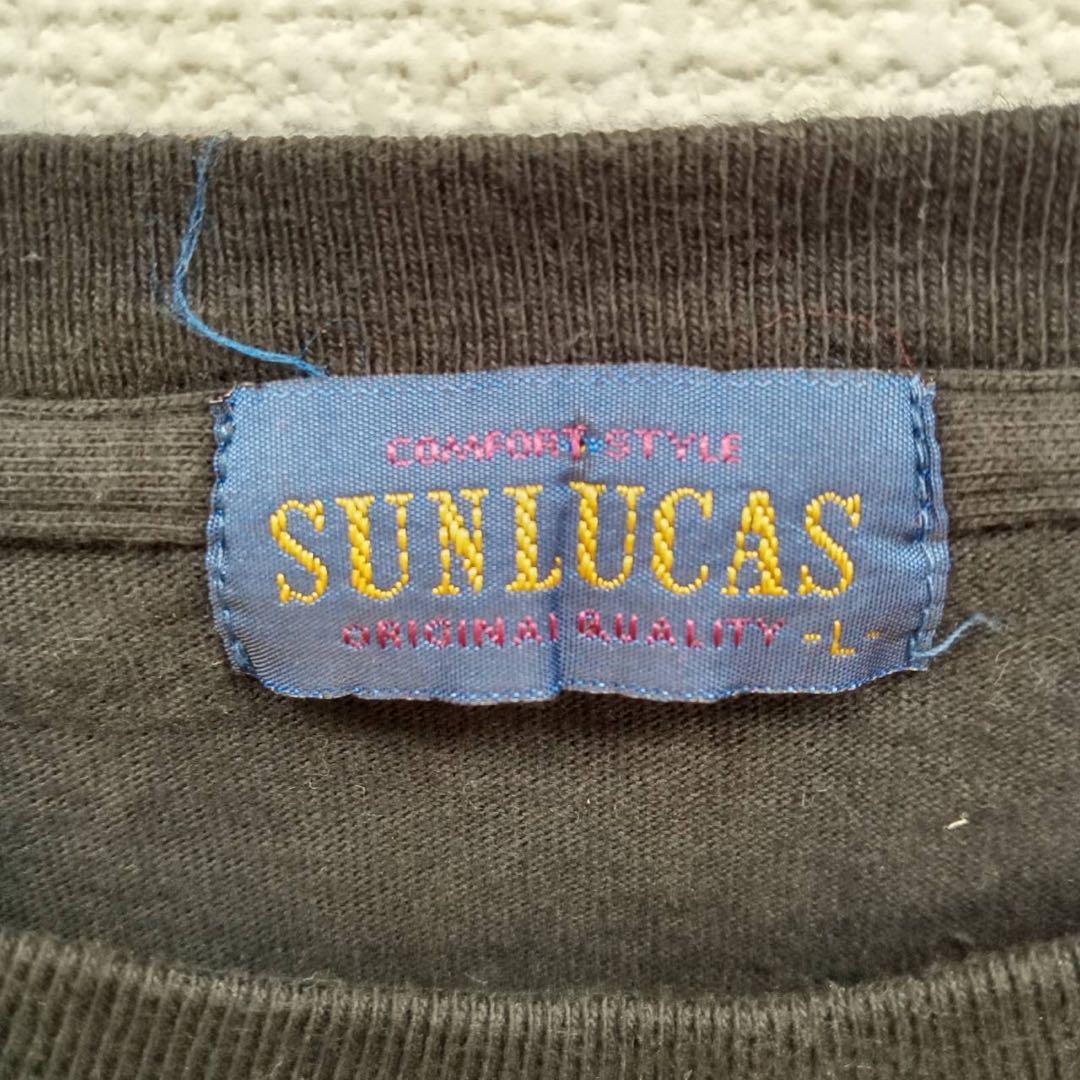 COMFORT·STYLE
SUNLUCAS
ORIGINAL QUALITY -L-